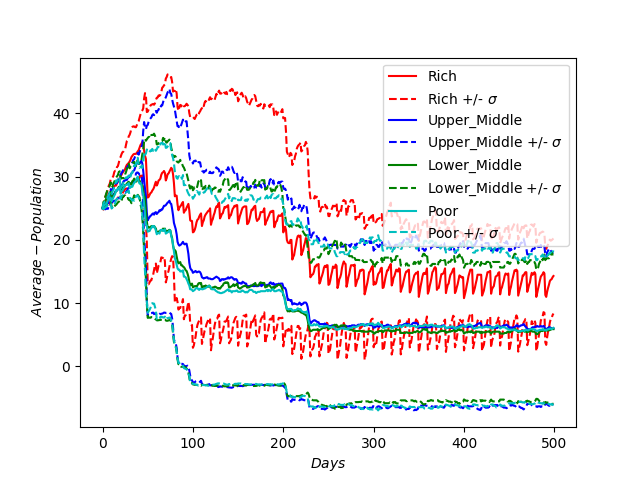 40
30
20
10
0
Average − Population
0 100 200 300 400 500
Days
Rich
Rich +/- σ
Upper_Middle
Upper_Middle +/- σ
Lower_Middle
Lower_Middle +/- σ
Poor
Poor +/- σ